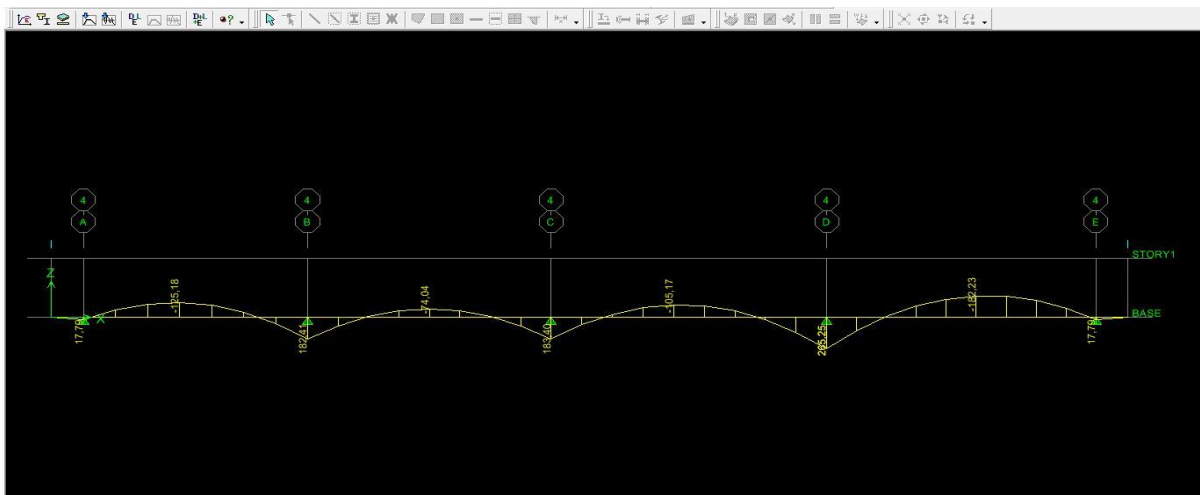 4 4 4 4 4
A B C D E
STORY1
Z
-125,18 -74,04 -105,17 -182,23
X
BASE
17,79 182,41 183,40 265,25 17,79